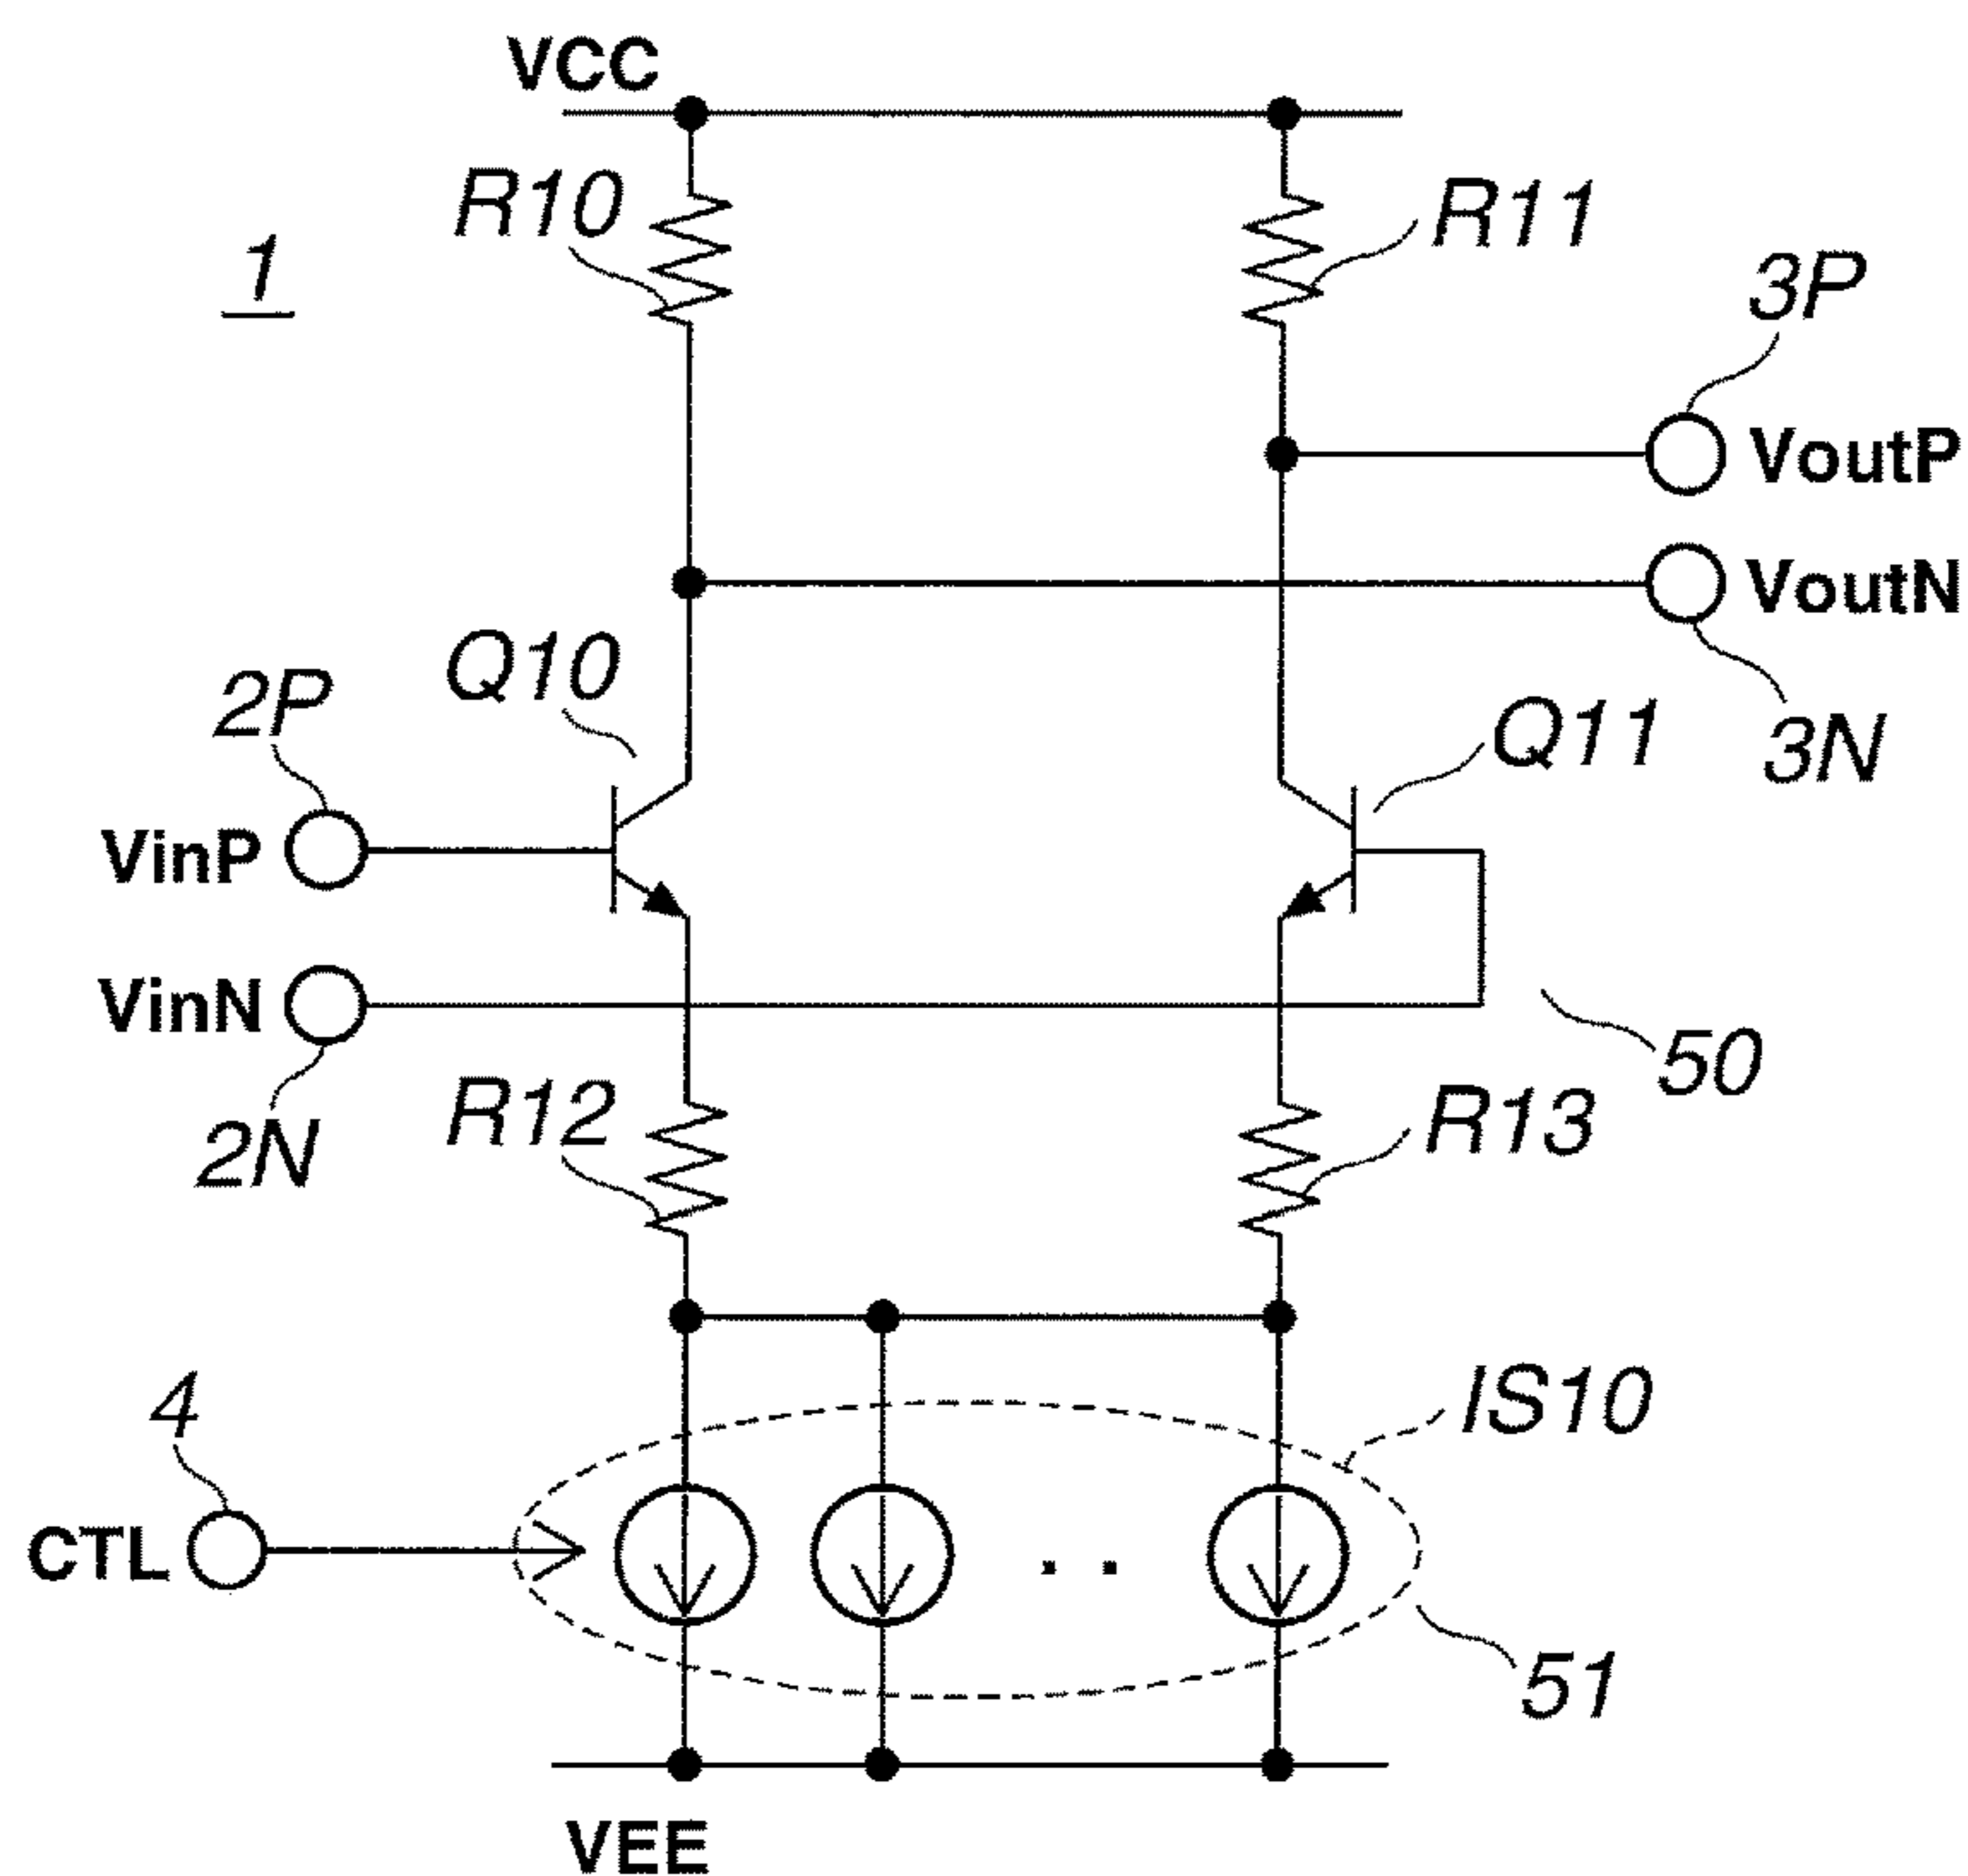 VCC
R10
R11
1
3P
VoutP
VoutN
Q10
2P
Q11
3N
VinP
VinN
50
R12
R13
2N
IS10
4
CTL
. .
51
VEE